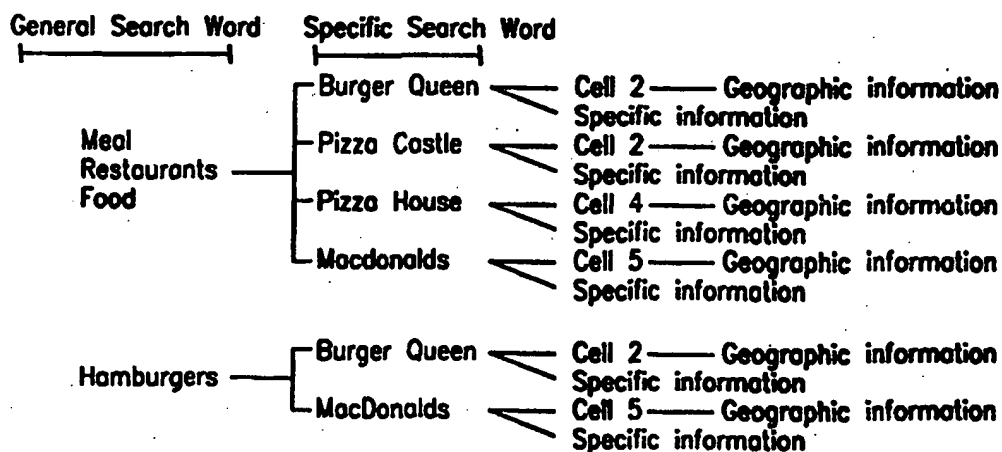 General Search Word Specific Search Word
Burger Queen Cell 2 Geographic information
Specific information
Meal
Restaurants
Food
Pizza Castle Cell 2 Geographic information
Specific information
Pizza House Cell 4 Geographic information
Specific information
Macdonalds Cell 5 Geographic information
Specific information
Hamburgers
Burger Queen Cell 2 Geographic information
Specific information
MacDonalds Cell 5 Geographic information
Specific information